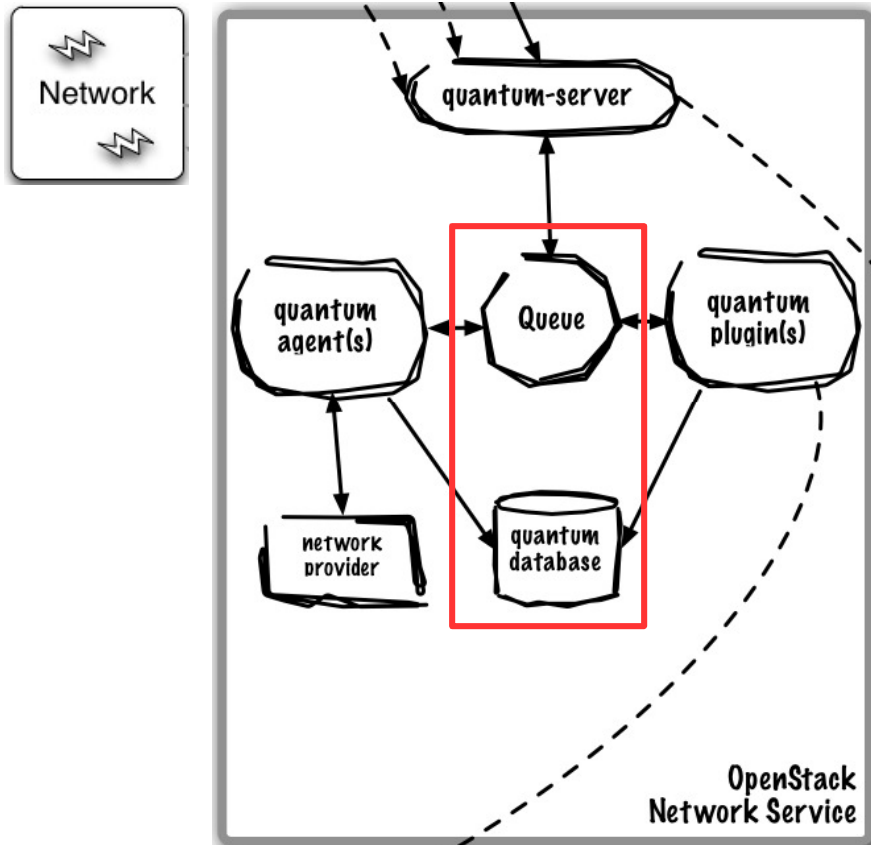 Network
quantum-server
quantum
agent(s)
Queue
quantum
plugin(s)
network
provider
quantum
database
OpenStack
Network Service